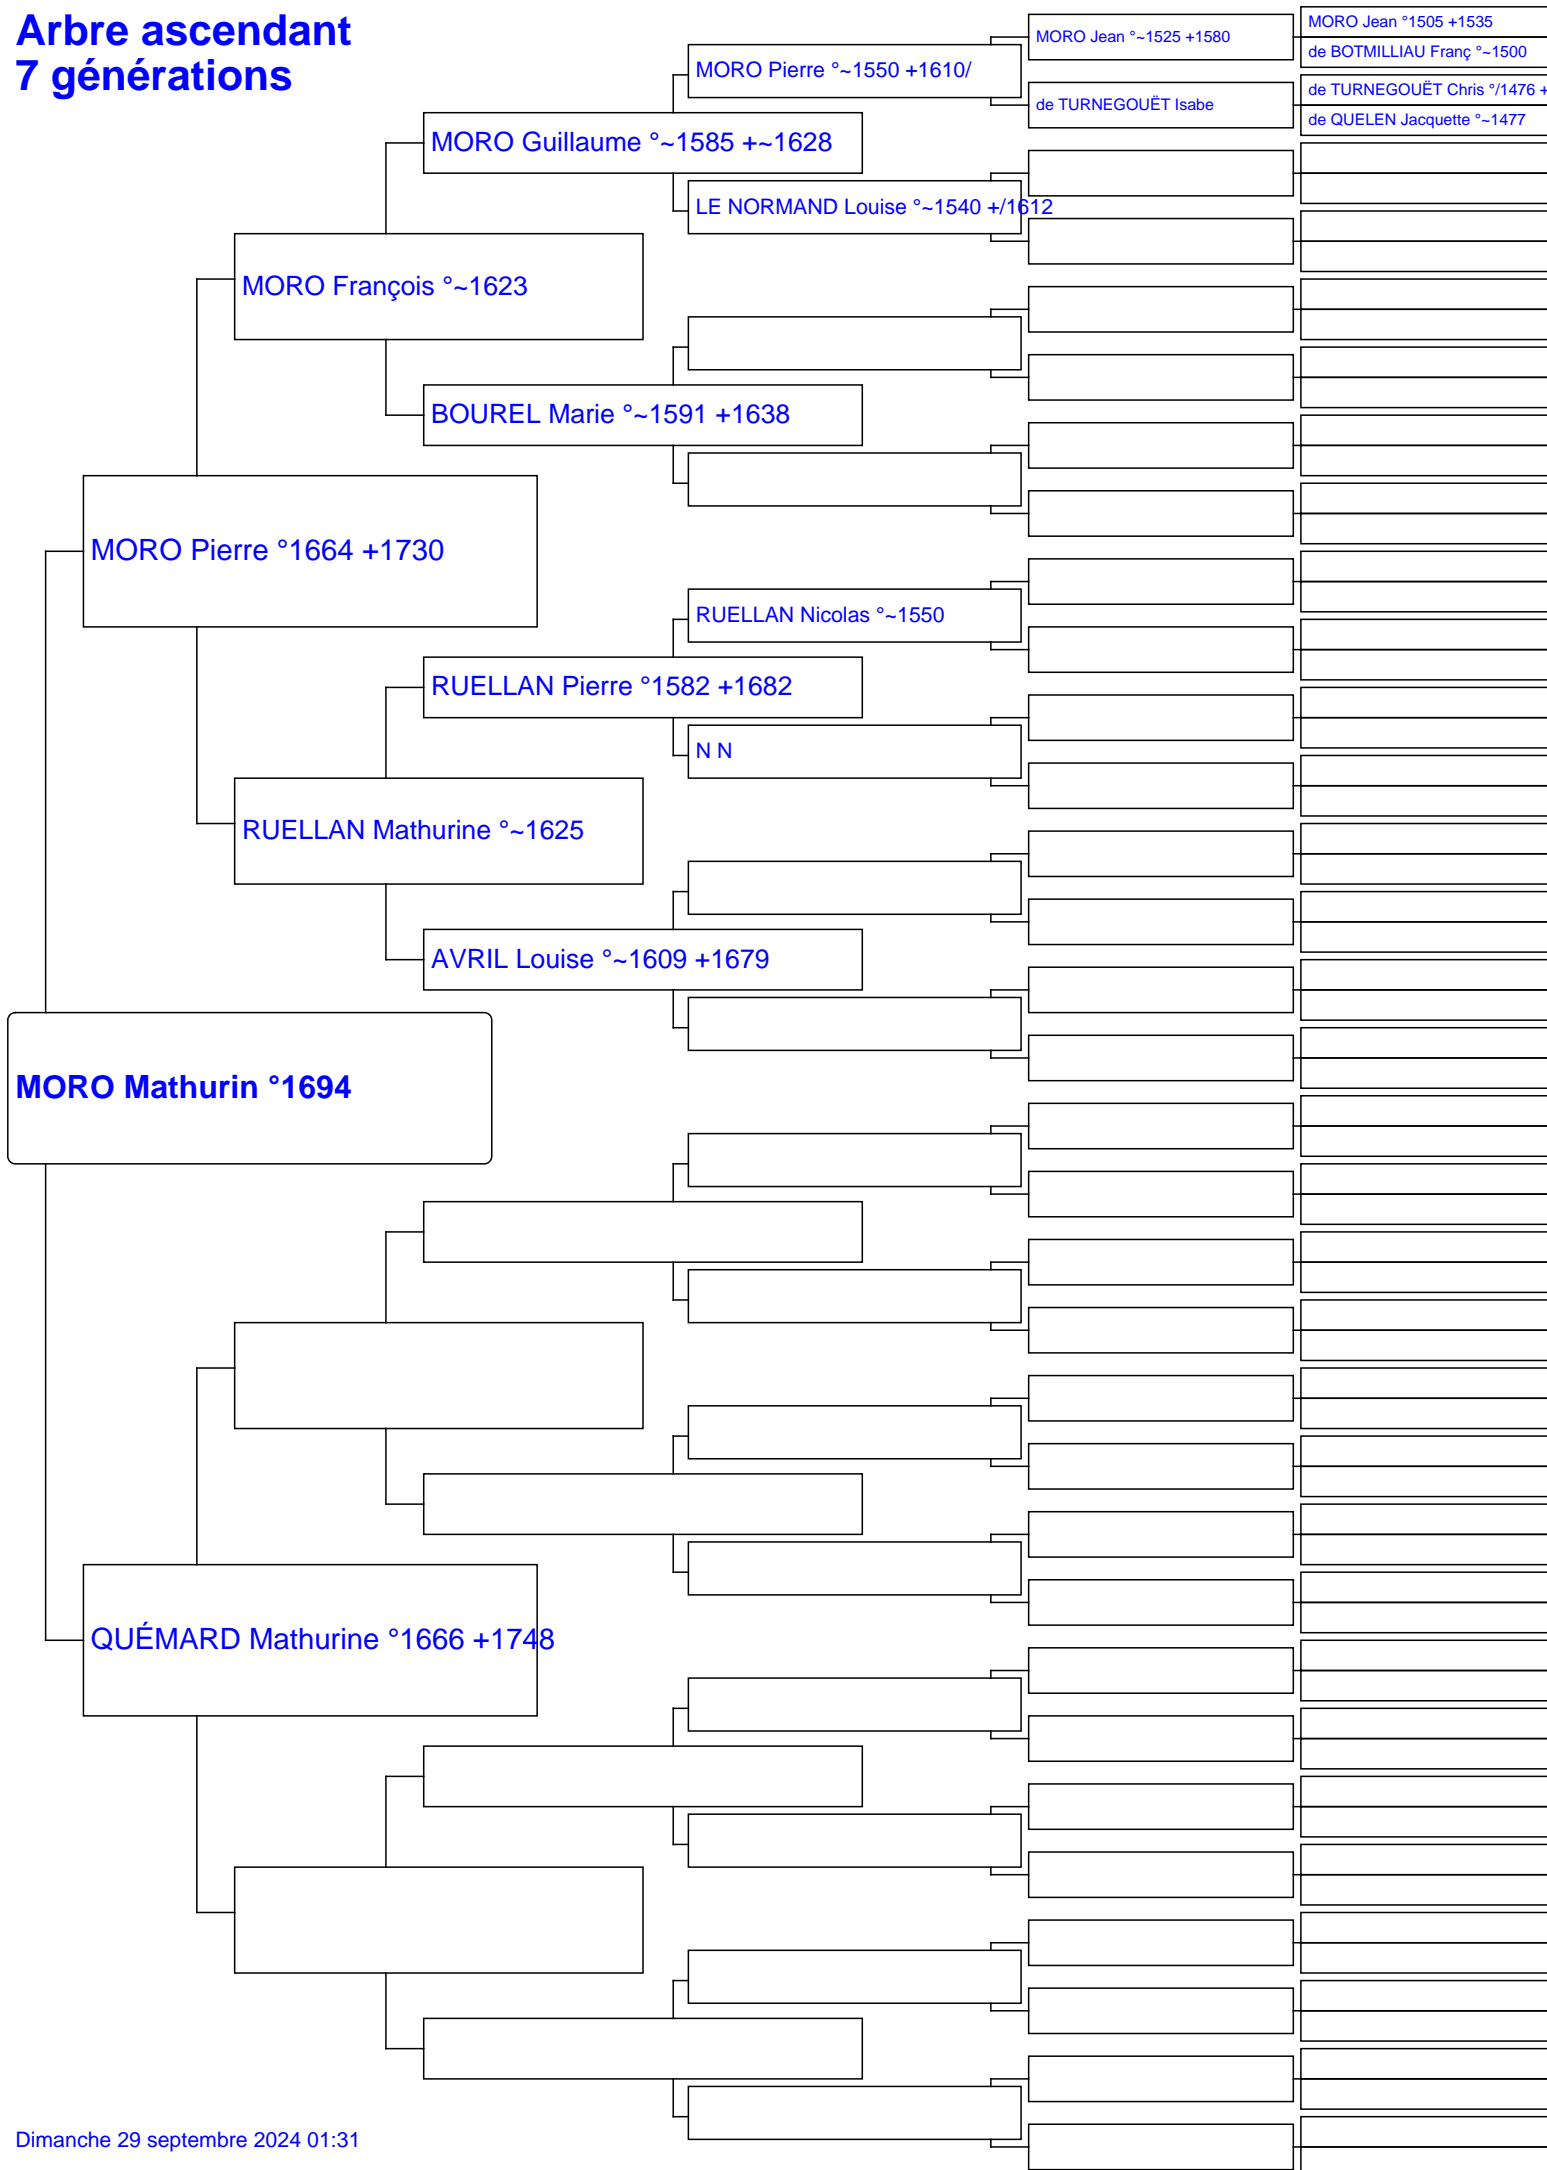 Arbre ascendant
7 générations
MORO Jean °1505 +1535
MORO Jean °~1525 +1580
de BOTMILLIAU Franç °~1500
MORO Pierre °~1550 +1610/
de TURNEGOUËT Chris °/1476 +
de TURNEGOUËT Isabe
de QUELEN Jacquette °~1477
MORO Guillaume °~1585 +~1628
LE NORMAND Louise °~1540 +/1612
MORO François °~1623
BOUREL Marie °~1591 +1638
MORO Pierre °1664 +1730
RUELLAN Nicolas °~1550
RUELLAN Pierre °1582 +1682
N N
RUELLAN Mathurine °~1625
AVRIL Louise °~1609 +1679
MORO Mathurin °1694
QUÉMARD Mathurine °1666 +1748
Dimanche 29 septembre 2024 01:31